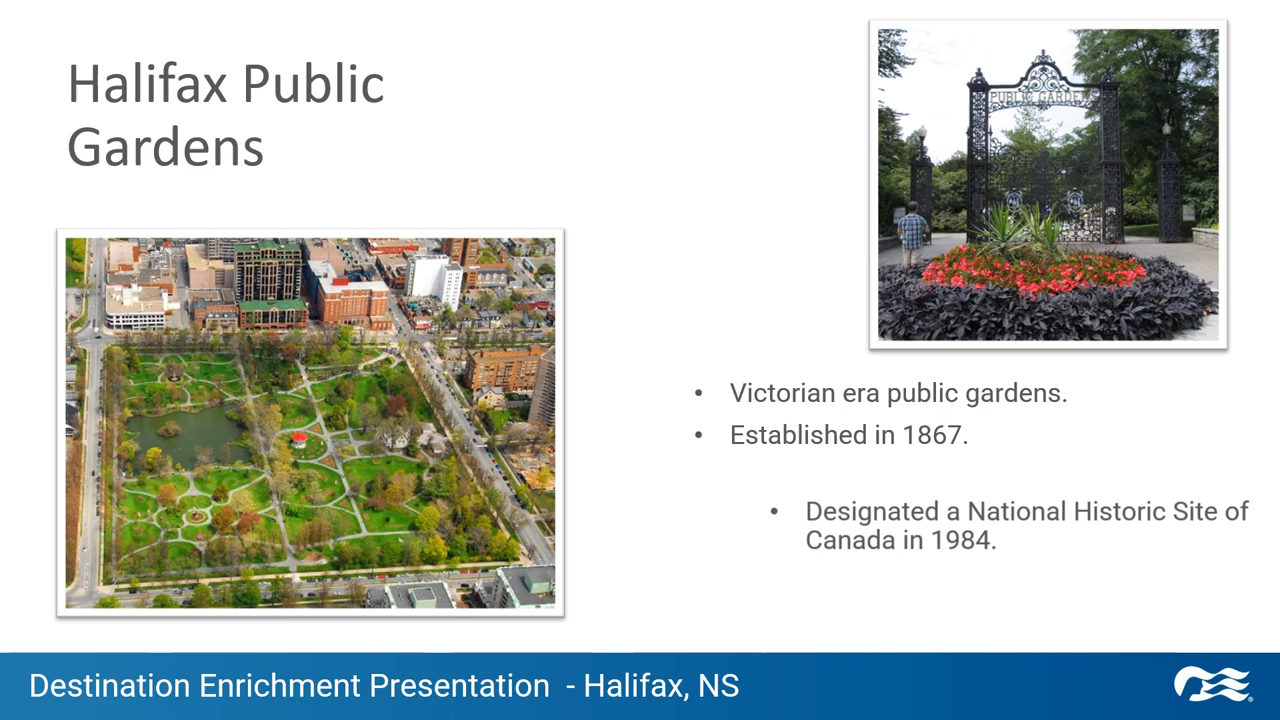 Halifax Public
Gardens
PUBLIC GARDENS
• Victorian era public gardens.
• Established in 1867.
• Designated a National Historic Site of
Canada in 1984.
Destination Enrichment Presentation - Halifax, NS